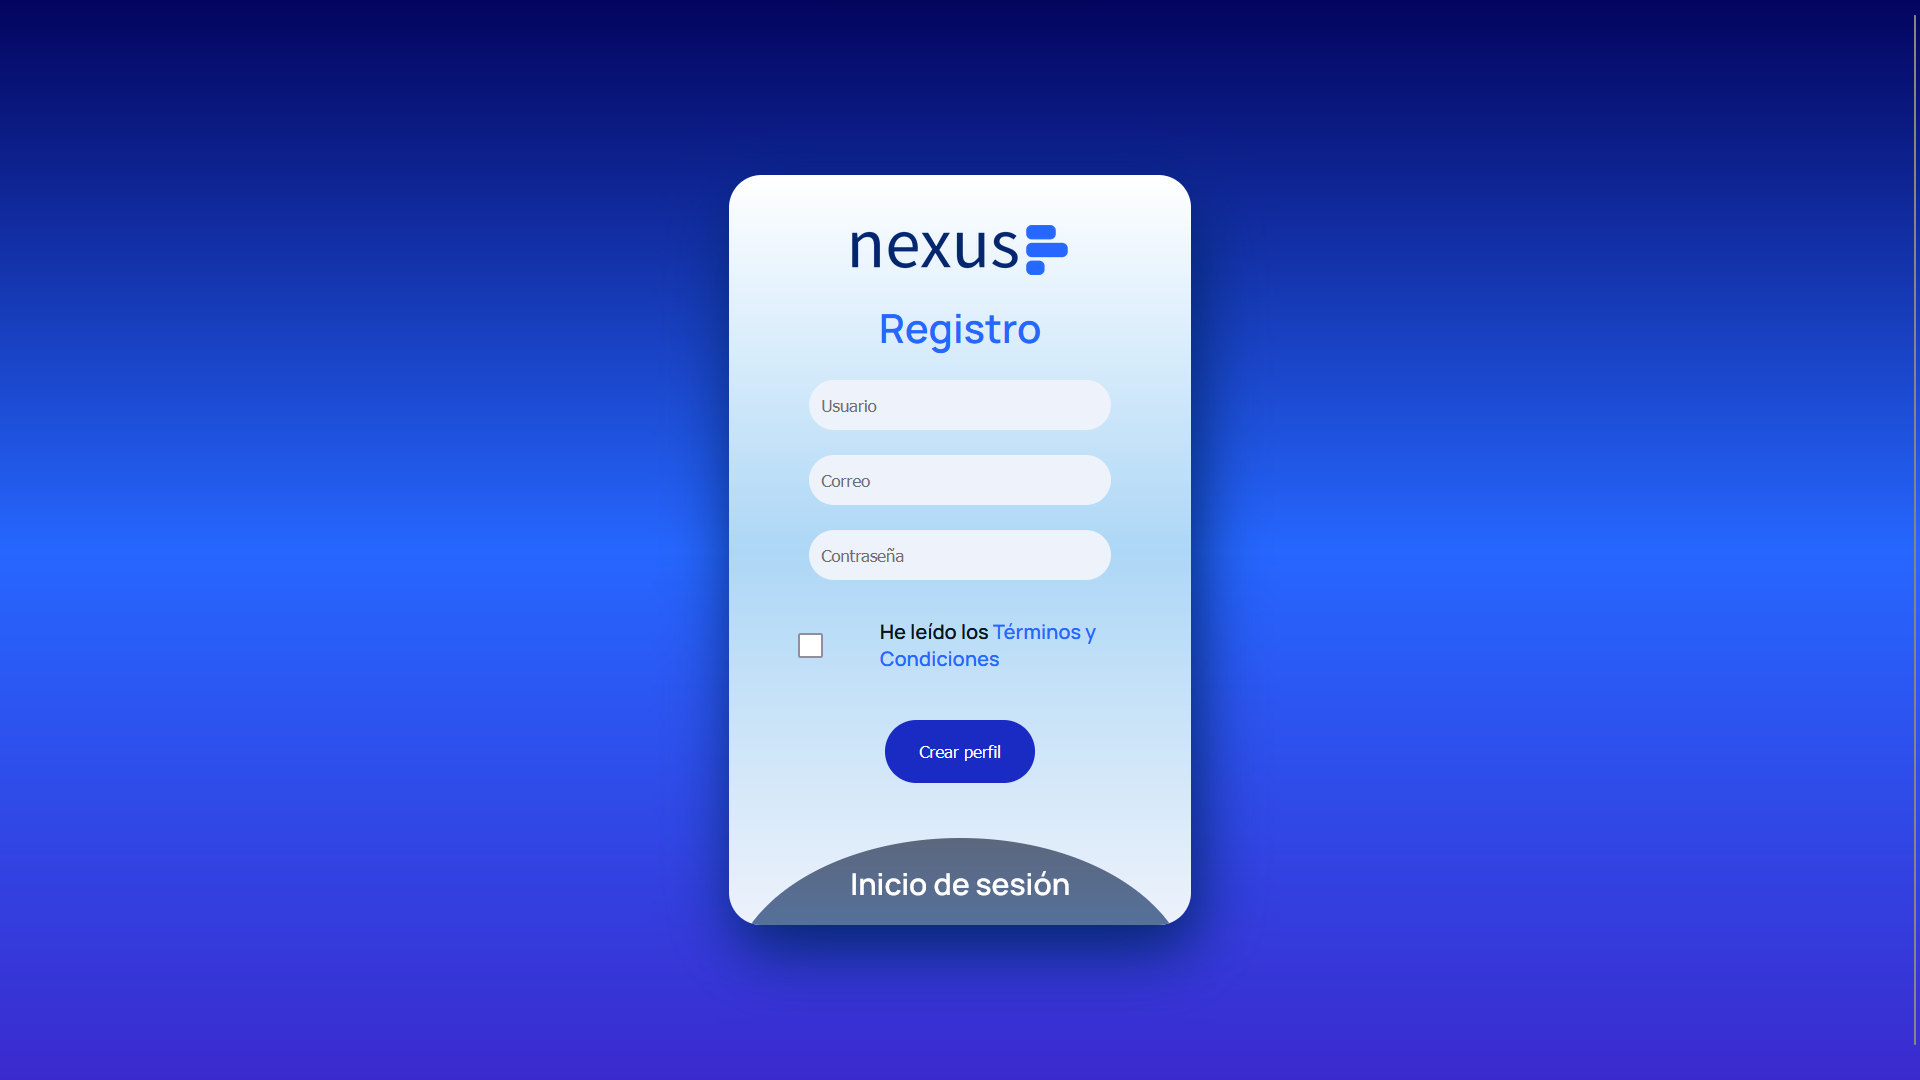 nexus
Registro
Usuario
Correo
Contraseña
He leído los Términos y
Condiciones
Crear perfil
Inicio de sesión